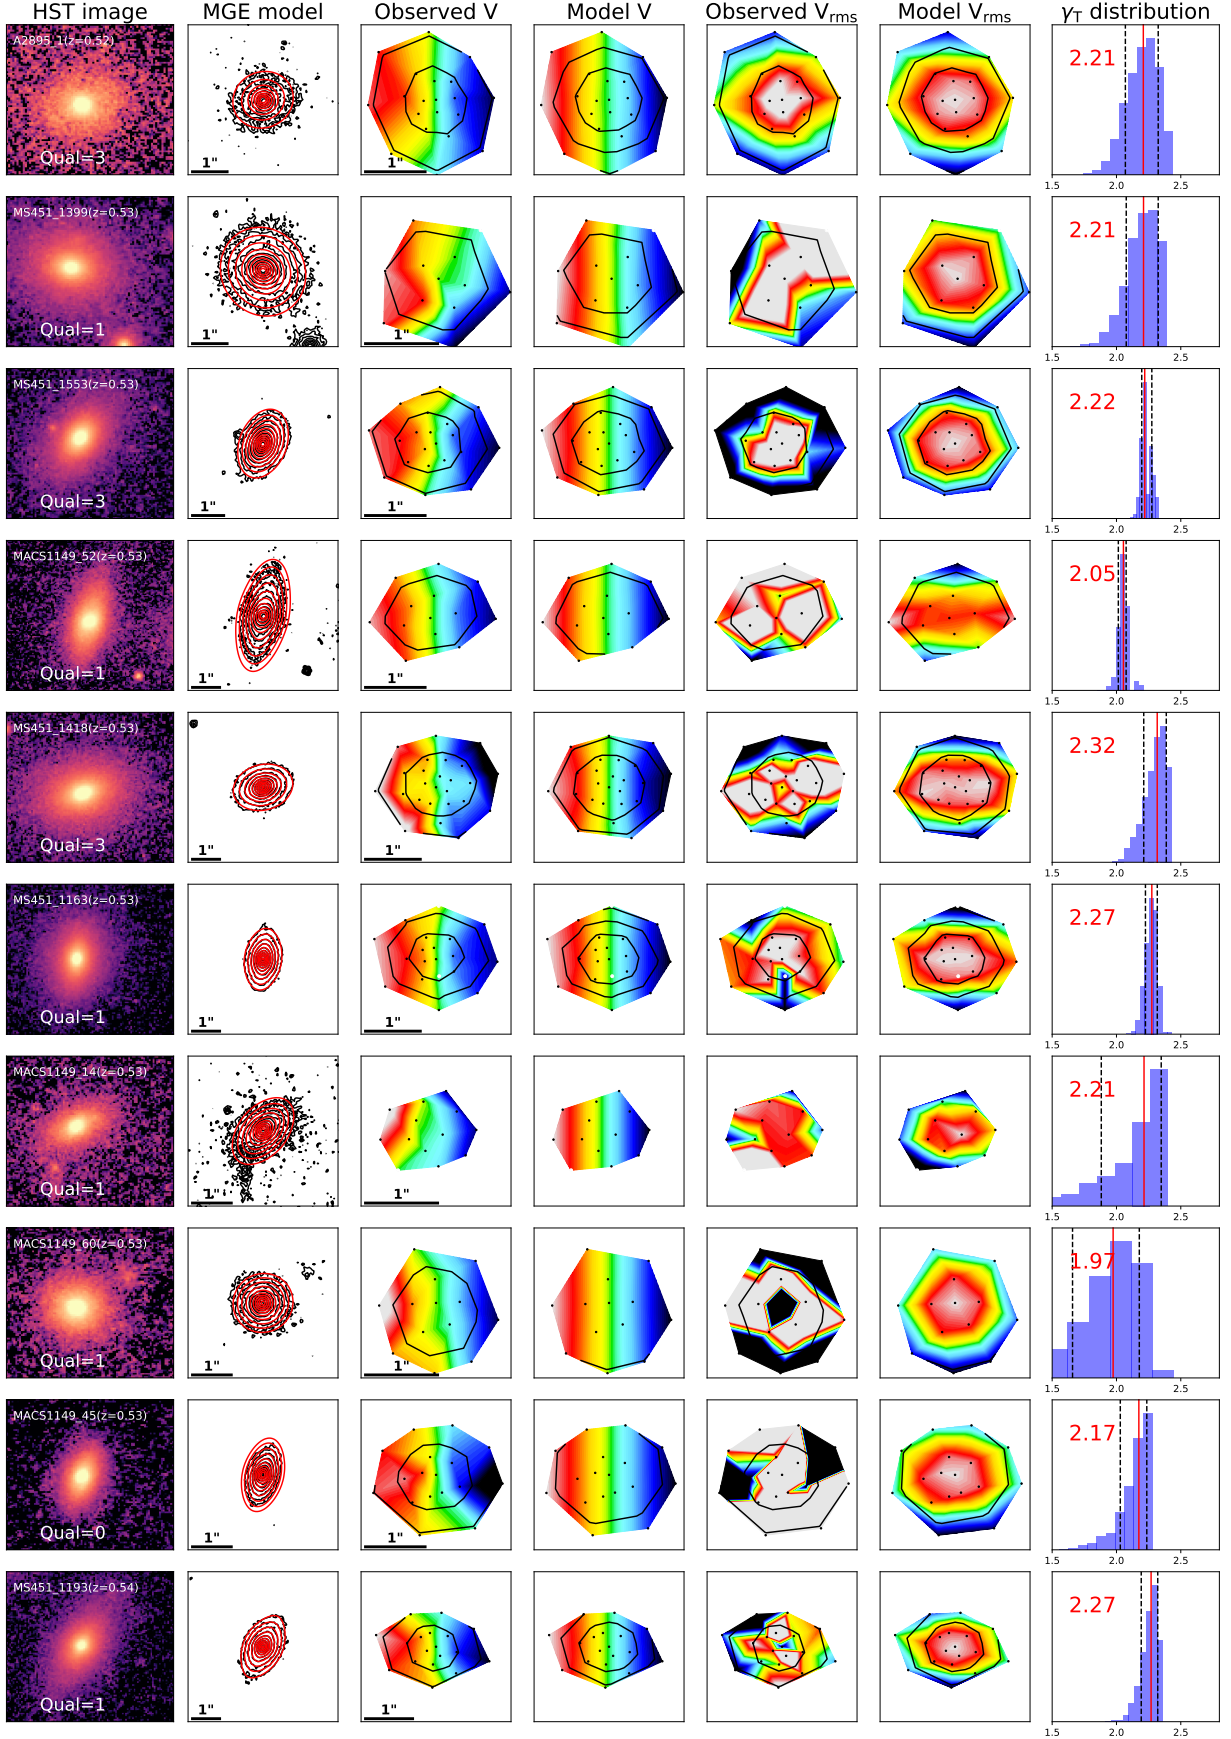 HST image MGE model Observed V Model V Observed Vrms Model Vrms γT distribution
A2895_1(z=0.52)
2.21
Qual=3
1" 1"
1.5 2.0 2.5
MS451_1399(z=0.53)
2.21
Qual=1
1" 1"
1.5 2.0 2.5
MS451_1553(z=0.53)
2.22
Qual=3
1" 1"
1.5 2.0 2.5
MACS1149_52(z=0.53)
2.05
Qual=1
1" 1"
1.5 2.0 2.5
MS451_1418(z=0.53)
2.32
Qual=3
1" 1"
1.5 2.0 2.5
MS451_1163(z=0.53)
2.27
Qual=1
1" 1"
1.5 2.0 2.5
MACS1149_14(z=0.53)
2.21
Qual=1
1" 1"
1.5 2.0 2.5
MACS1149_60(z=0.53)
1.97
Qual=1
1" 1"
1.5 2.0 2.5
MACS1149_45(z=0.53)
2.17
Qual=0
1" 1"
1.5 2.0 2.5
MS451_1193(z=0.54)
2.27
Qual=1
1" 1"
1.5 2.0 2.5